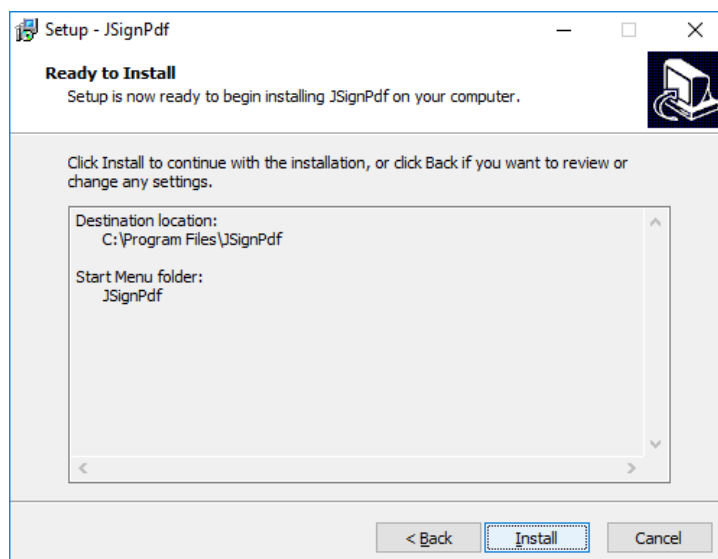 Setup - JSignPdf
Ready to Install
Setup is now ready to begin installing JSignPdf on your computer.
Click Install to continue with the installation, or click Back if you want to review or
change any settings.
Destination location:
C:\Program Files\JSignPdf
Start Menu folder:
JSignPdf
< Back
Install
Cancel